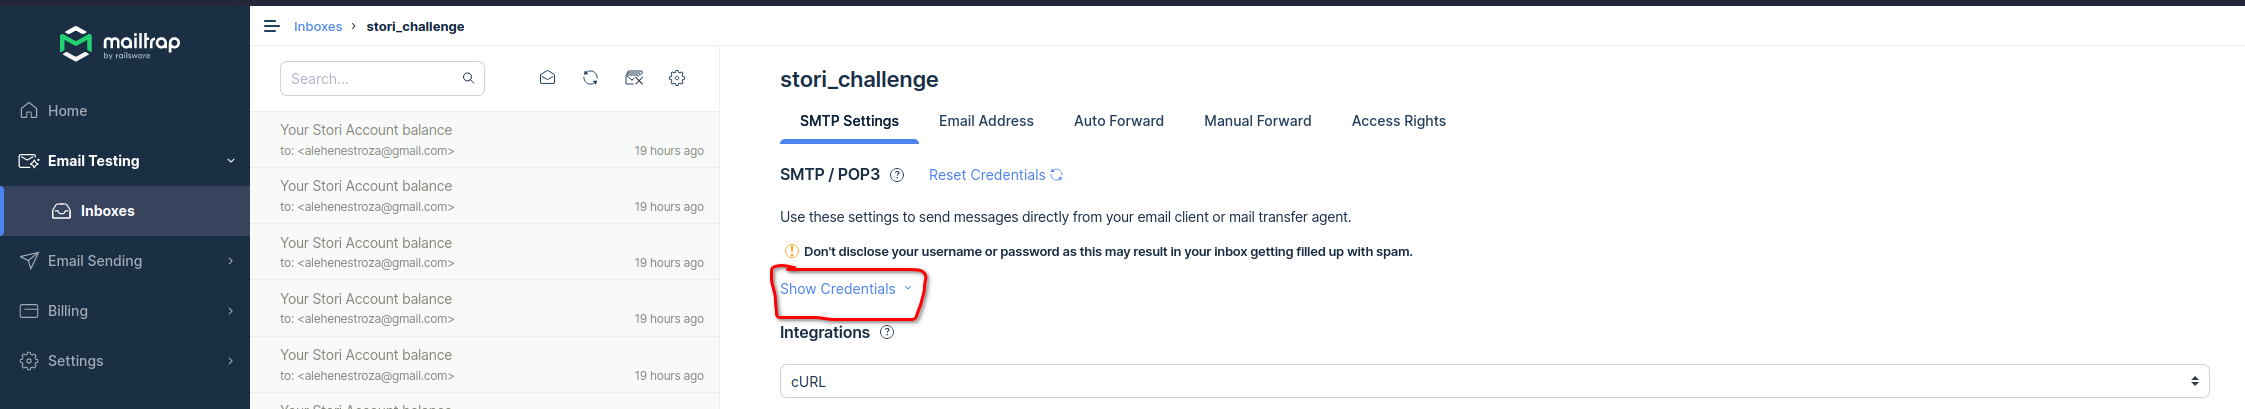 mailtrap
by railsware
Home
Email Testing
Inboxes
Email Sending
Billing
Settings
Inboxes › stori_challenge
Search...
Your Stori Account balance
to: <alehenestroza@gmail.com> 19 hours ago
Your Stori Account balance
to: <alehenestroza@gmail.com> 19 hours ago
Your Stori Account balance
to: <alehenestroza@gmail.com> 19 hours ago
Your Stori Account balance
to: <alehenestroza@gmail.com> 19 hours ago
Your Stori Account balance
to: <alehenestroza@gmail.com> 19 hours ago
Your Stori Account balance
stori_challenge
SMTP Settings Email Address Auto Forward Manual Forward Access Rights
SMTP / POP3 ? Reset Credentials
Use these settings to send messages directly from your email client or mail transfer agent.
! Don't disclose your username or password as this may result in your inbox getting filled up with spam.
Show Credentials
Integrations ?
cURL